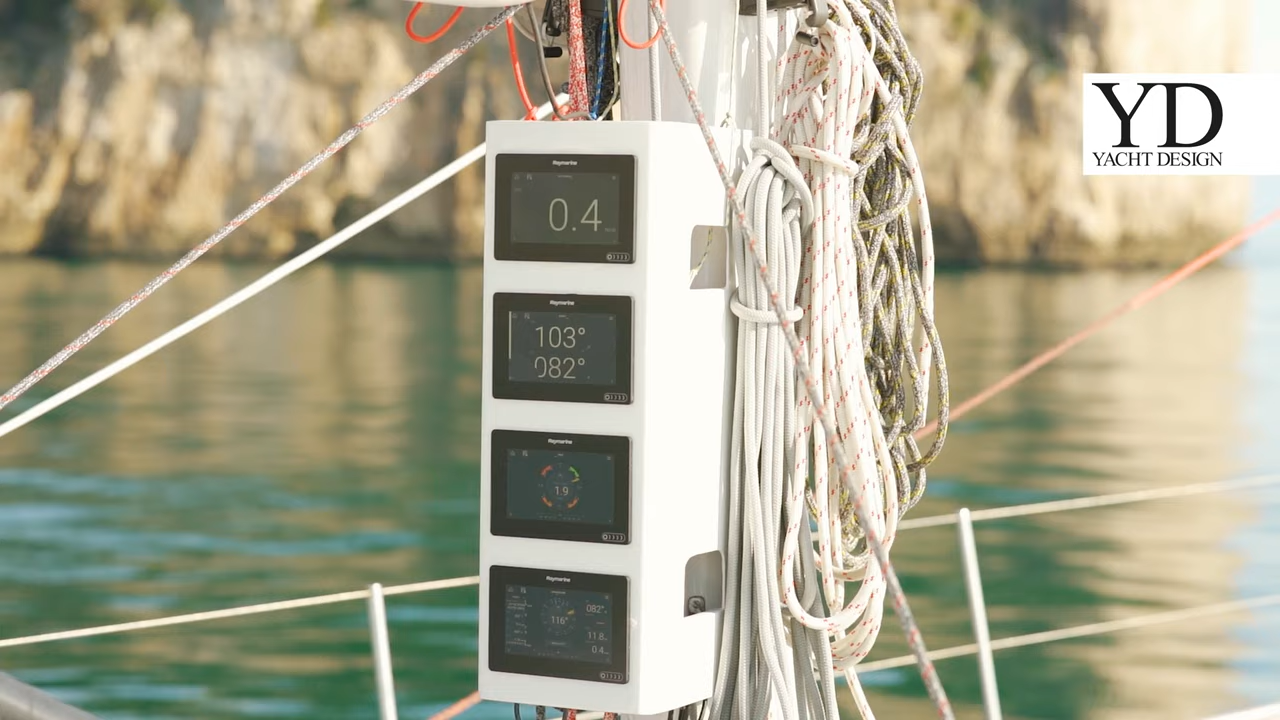 YD
YACHT DESIGN
Raymarine
0.4
Raymarine
103°
082°
Raymarine
1.9
Raymarine
082°
116°
11.8
0.4